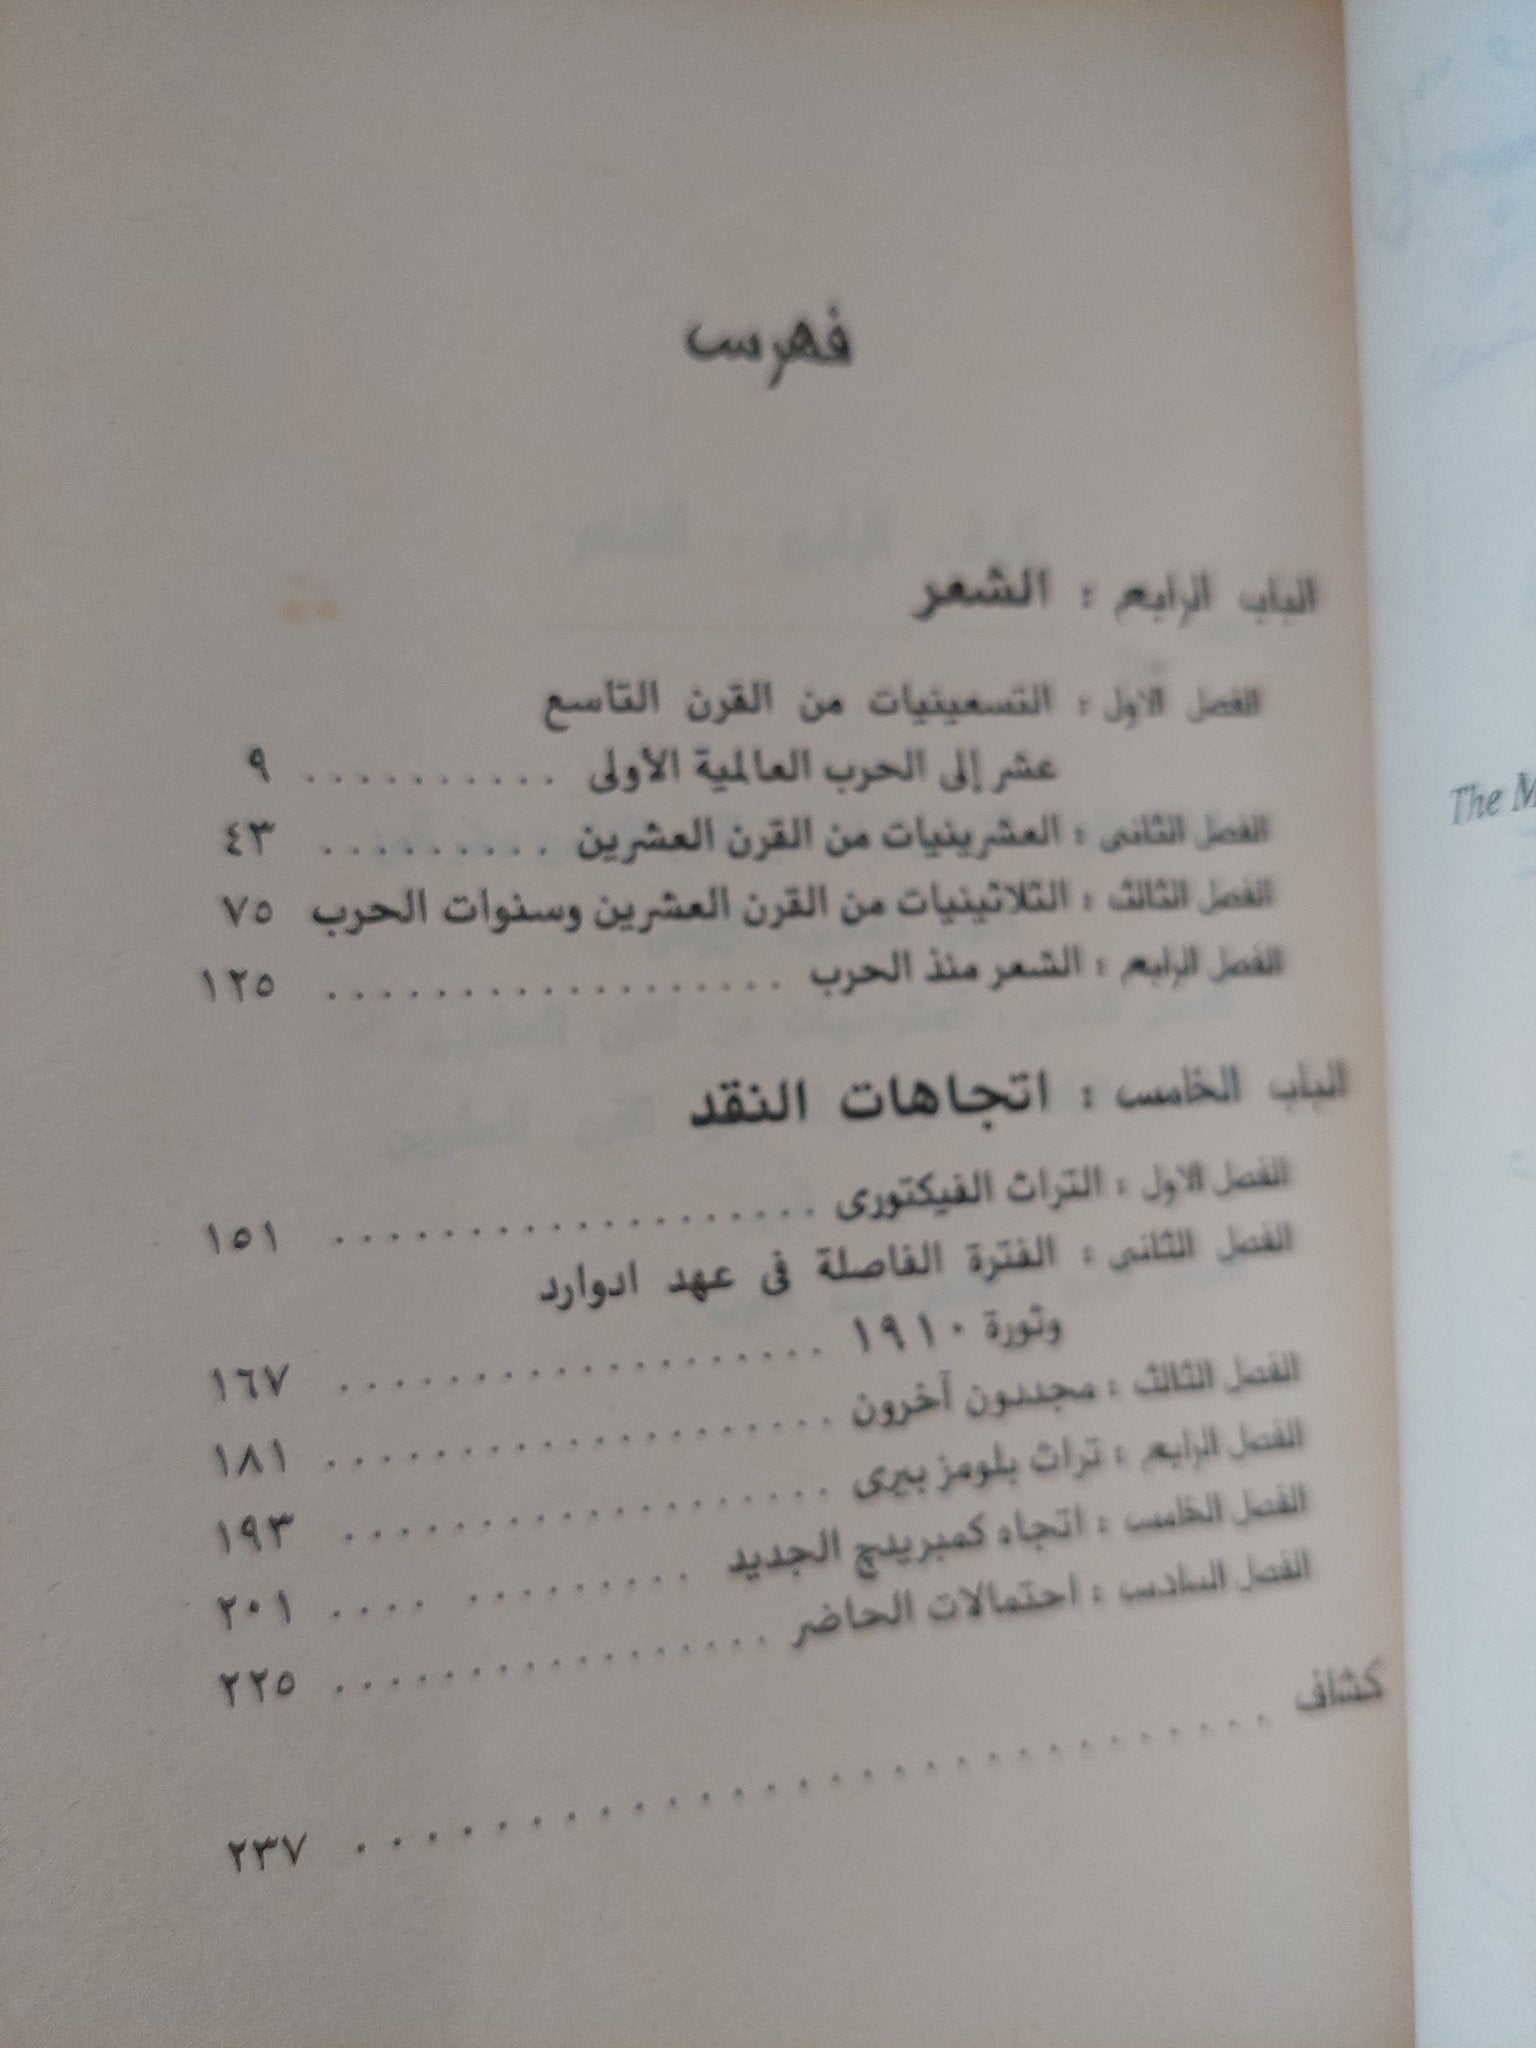 فهرس
الباب الرابع : الشعر
الفصل الاول : التسعينيات من القرن التاسع
عشر إلى الحرب العالمية الأولى . . . . . . . . . . ٩
الفصل الثانى : العشرينيات من القرن العشرين . . . . . . . . . ٤٣
الفصل الثالث : الثلاثينيات من القرن العشرين وسنوات الحرب ٧٥
الفصل الرابع : الشعر منذ الحرب . . . . . . . . . . . . . . . . . ١٢٥
الباب الخامس : اتجاهات النقد
الفصل الاول : التراث الفيكتورى . . . . . . . . . . . . . . . . . . ١٥١
الفصل الثانى : الفترة الفاصلة فى عهد ادوارد
وثورة ١٩١٠ . . . . . . . . . . . . . . . . . . ١٦٧
الفصل الثالث : مجددون آخرون . . . . . . . . . . . . . . . . . . . ١٨١
الفصل الرابع : تراث بلومز بيرى . . . . . . . . . . . . . . . . . . ١٩٣
الفصل الخامس : اتجاه كمبريدج الجديد . . . . . . . . . . . . . ٢٠١
الفصل السادس : احتمالات الحاضر . . . . . . . . . . . . . . . . . ٢٢٥
كشاف . . . . . . . . . . . . . . . . . . . . . . . . . . ٢٣٧
The M